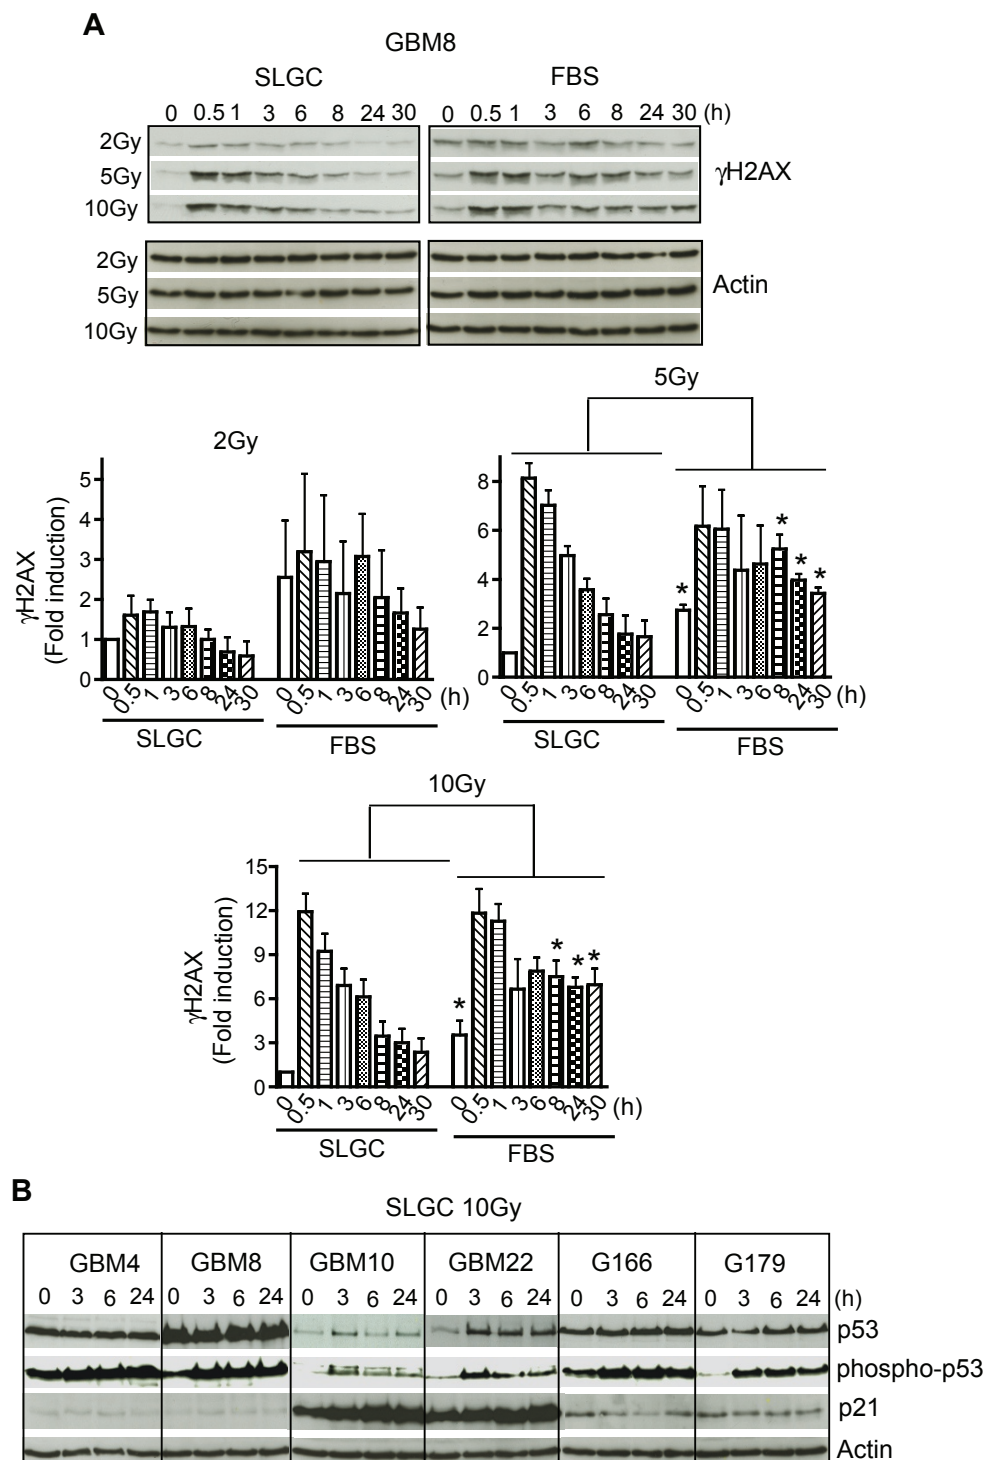 A
GBM8
SLGC FBS
0 0.5 1 3 6 8 24 30 0 0.5 1 3 6 8 24 30 (h)
2Gy
5Gy γH2AX
10Gy
2Gy
5Gy Actin
10Gy
5Gy
2Gy
γH2AX
(Fold induction)
5
4
3
2
1
0
0 0.5 1 3 6 8 24 30 0 0.5 1 3 6 8 24 30 (h)
SLGC FBS
8
6
4
2
0
* * * *
0 0.5 1 3 6 8 24 30 0 0.5 1 3 6 8 24 30 (h)
SLGC FBS
10Gy
γH2AX
(Fold induction)
15
12
9
6
3
0
* * * *
0 0.5 1 3 6 8 24 30 0 0.5 1 3 6 8 24 30 (h)
SLGC FBS
B
SLGC 10Gy
GBM4 GBM8 GBM10 GBM22 G166 G179
0 3 6 24 0 3 6 24 0 3 6 24 0 3 6 24 0 3 6 24 0 3 6 24 (h)
p53
phospho-p53
p21
Actin